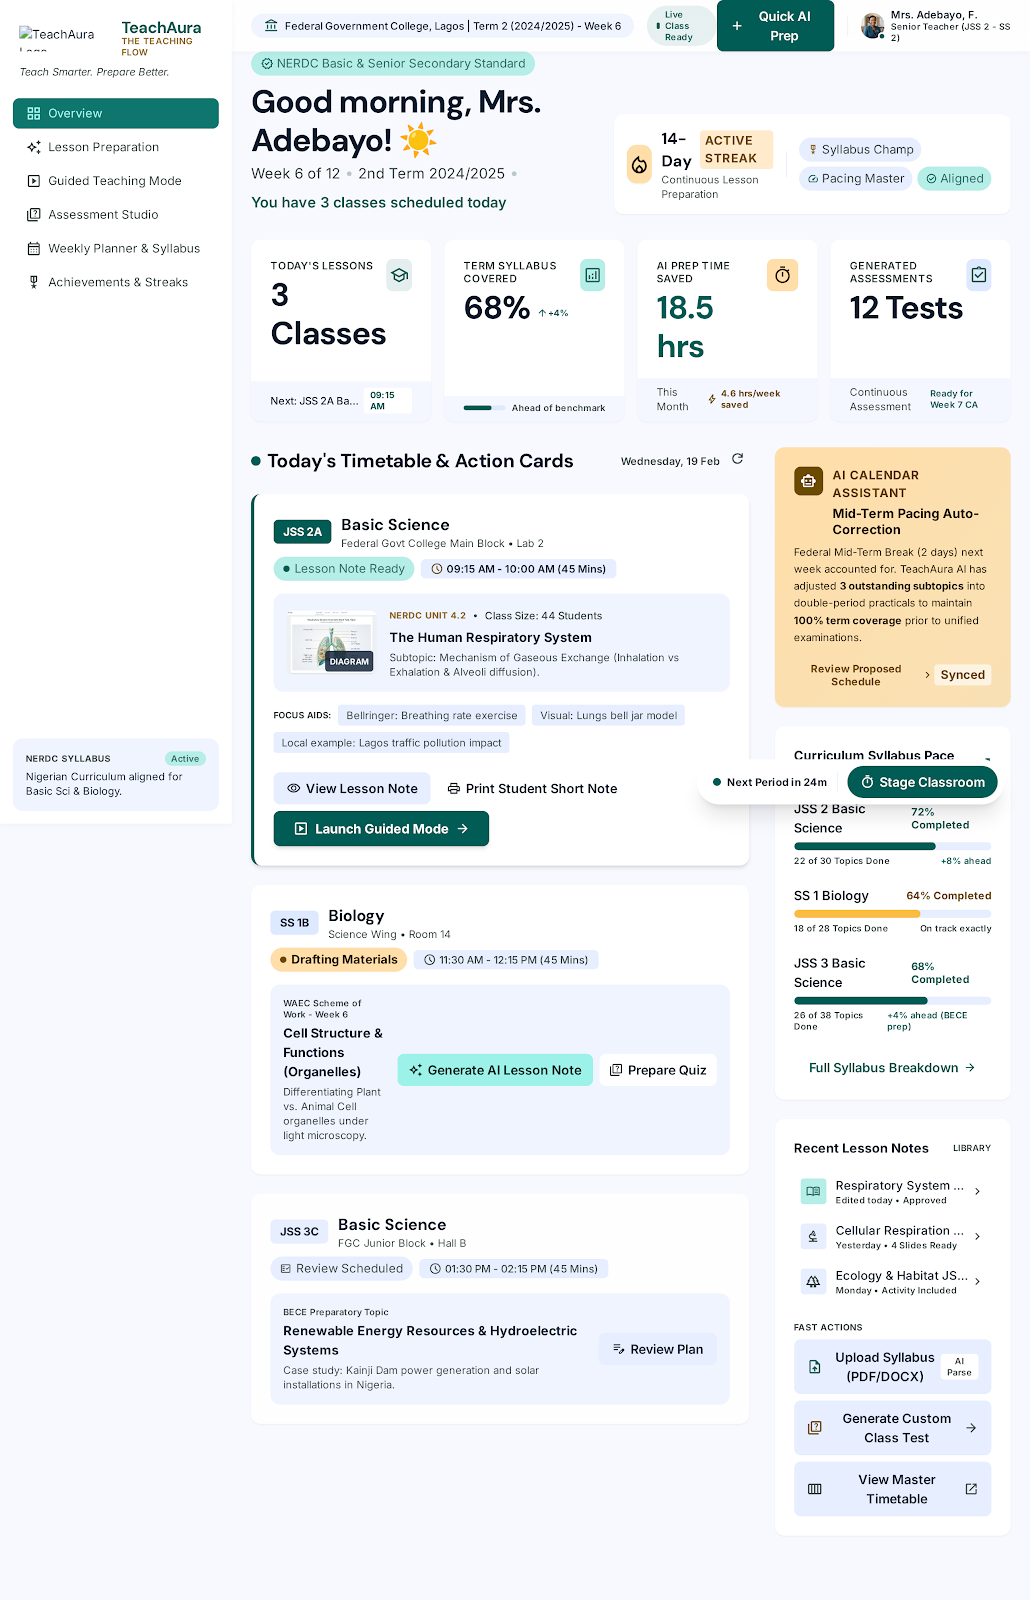 TeachAura
TeachAura
THE TEACHING
FLOW
Teach Smarter. Prepare Better.
Overview
Lesson Preparation
Guided Teaching Mode
Assessment Studio
Weekly Planner & Syllabus
Achievements & Streaks
NERDC SYLLABUS
Active
Nigerian Curriculum aligned for
Basic Sci & Biology.
Federal Government College, Lagos | Term 2 (2024/2025) - Week 6
Live
Class
Ready
Quick AI
Prep
Mrs. Adebayo, F.
Senior Teacher (JSS 2 - SS
2)
NERDC Basic & Senior Secondary Standard
Good morning, Mrs.
Adebayo! ☀️
Week 6 of 12 • 2nd Term 2024/2025 •
You have 3 classes scheduled today
14-
Day
ACTIVE
STREAK
Continuous Lesson
Preparation
Syllabus Champ
Pacing Master
Aligned
TODAY'S LESSONS
3
Classes
Next: JSS 2A Ba...
09:15
AM
TERM SYLLABUS
COVERED
68%
↑ +4%
Ahead of benchmark
AI PREP TIME
SAVED
18.5
hrs
This
Month
4.6 hrs/week
saved
GENERATED
ASSESSMENTS
12 Tests
Continuous
Assessment
Ready for
Week 7 CA
Today's Timetable & Action Cards
Wednesday, 19 Feb
JSS 2A
Basic Science
Federal Govt College Main Block • Lab 2
Lesson Note Ready
09:15 AM - 10:00 AM (45 Mins)
DIAGRAM
NERDC UNIT 4.2 • Class Size: 44 Students
The Human Respiratory System
Subtopic: Mechanism of Gaseous Exchange (Inhalation vs
Exhalation & Alveoli diffusion).
FOCUS AIDS:
Bellringer: Breathing rate exercise
Visual: Lungs bell jar model
Local example: Lagos traffic pollution impact
View Lesson Note
Print Student Short Note
Launch Guided Mode →
SS 1B
Biology
Science Wing • Room 14
Drafting Materials
11:30 AM - 12:15 PM (45 Mins)
WAEC Scheme of
Work - Week 6
Cell Structure &
Functions
(Organelles)
Differentiating Plant
vs. Animal Cell
organelles under
light microscopy.
Generate AI Lesson Note
Prepare Quiz
JSS 3C
Basic Science
FGC Junior Block • Hall B
Review Scheduled
01:30 PM - 02:15 PM (45 Mins)
BECE Preparatory Topic
Renewable Energy Resources & Hydroelectric
Systems
Case study: Kainji Dam power generation and solar
installations in Nigeria.
Review Plan
AI CALENDAR
ASSISTANT
Mid-Term Pacing Auto-
Correction
Federal Mid-Term Break (2 days) next
week accounted for. TeachAura AI has
adjusted 3 outstanding subtopics into
double-period practicals to maintain
100% term coverage prior to unified
examinations.
Review Proposed
Schedule
Synced
Curriculum Syllabus Pace
Next Period in 24m
Stage Classroom
JSS 2 Basic
Science
72%
Completed
22 of 30 Topics Done
+8% ahead
SS 1 Biology
64% Completed
18 of 28 Topics Done
On track exactly
JSS 3 Basic
Science
68%
Completed
26 of 38 Topics
Done
+4% ahead (BECE
prep)
Full Syllabus Breakdown →
Recent Lesson Notes
LIBRARY
Respiratory System ...
Edited today • Approved
Cellular Respiration ...
Yesterday • 4 Slides Ready
Ecology & Habitat JS...
Monday • Activity Included
FAST ACTIONS
Upload Syllabus
(PDF/DOCX)
AI
Parse
Generate Custom
Class Test
View Master
Timetable